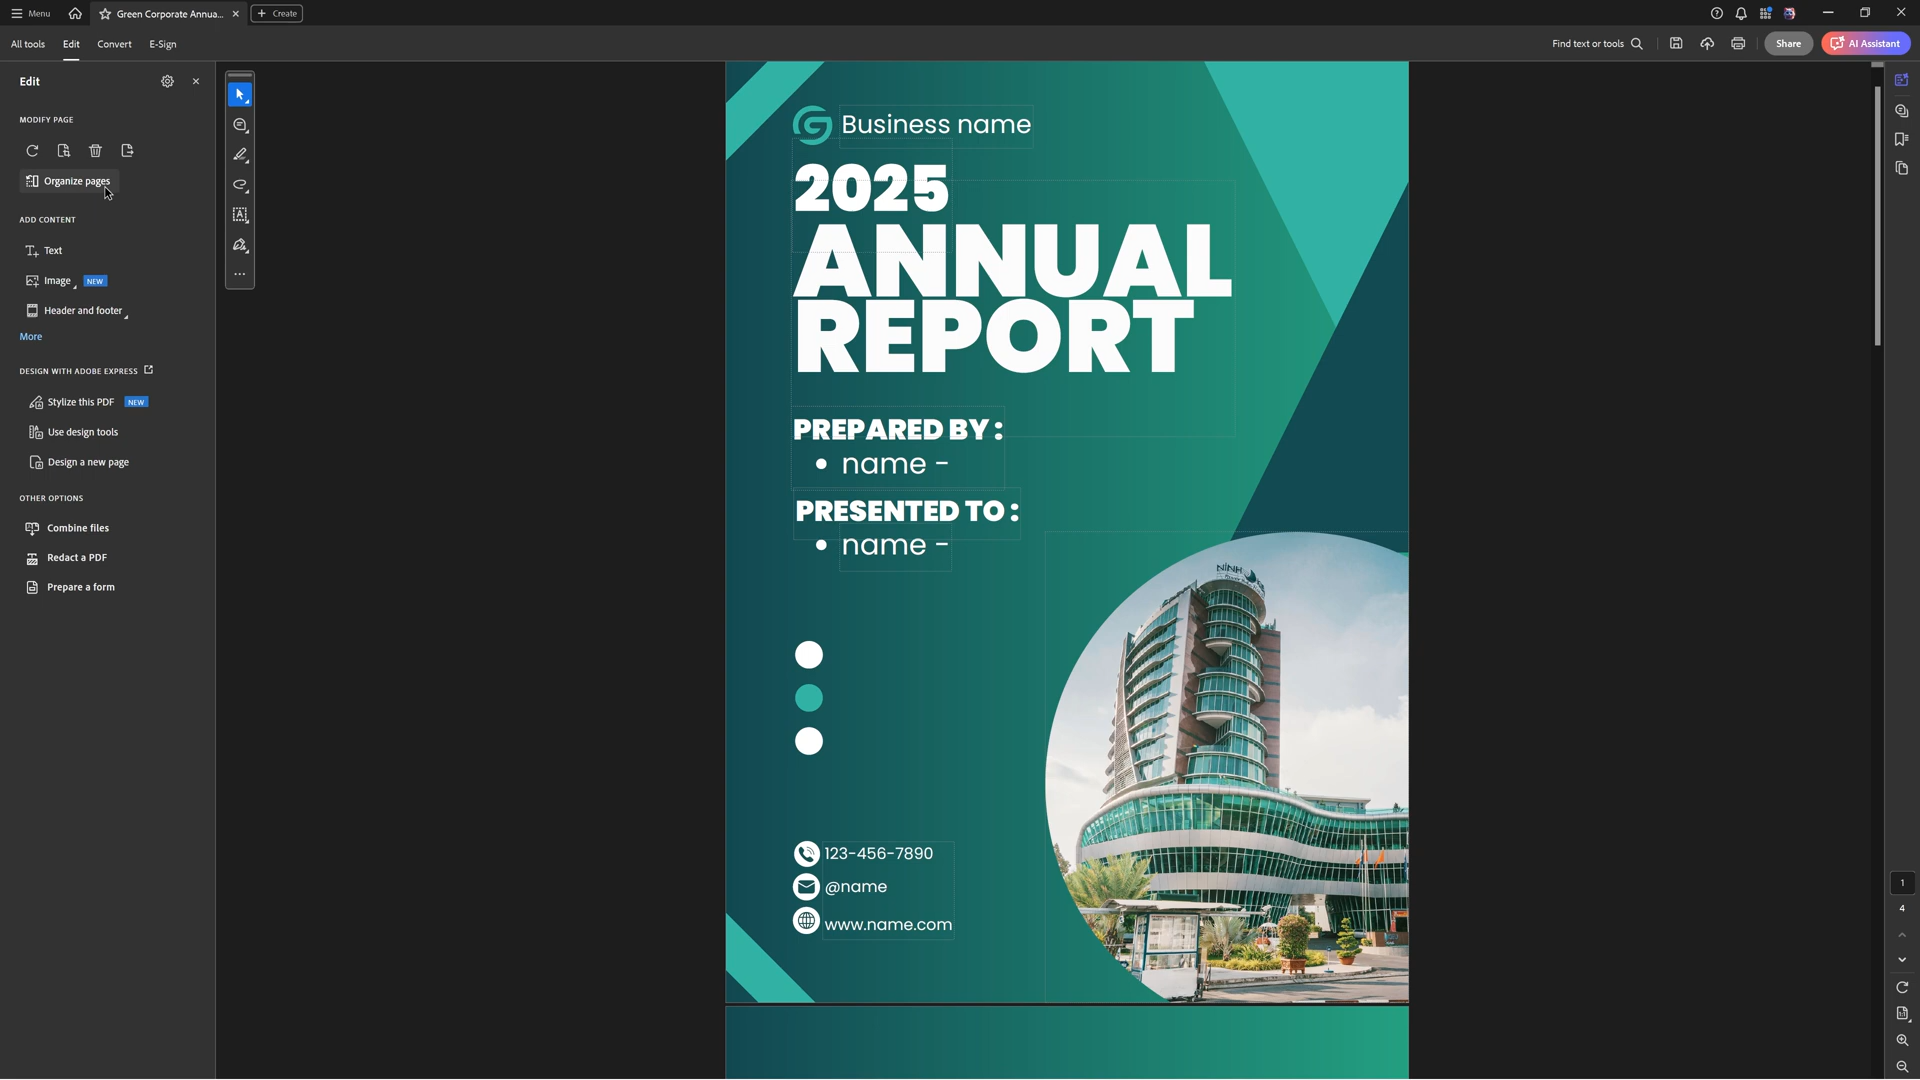 Menu
Green Corporate Annua...
Create
All tools
Edit
Convert
E-Sign
Find text or tools
Share
AI Assistant
Edit
MODIFY PAGE
Organize pages
ADD CONTENT
Text
Image NEW
Header and footer
More
DESIGN WITH ADOBE EXPRESS
Stylize this PDF NEW
Use design tools
Design a new page
OTHER OPTIONS
Combine files
Redact a PDF
Prepare a form
Business name
2025
ANNUAL
REPORT
PREPARED BY :
• name -
PRESENTED TO :
• name -
NINH
123-456-7890
@name
www.name.com
1
4